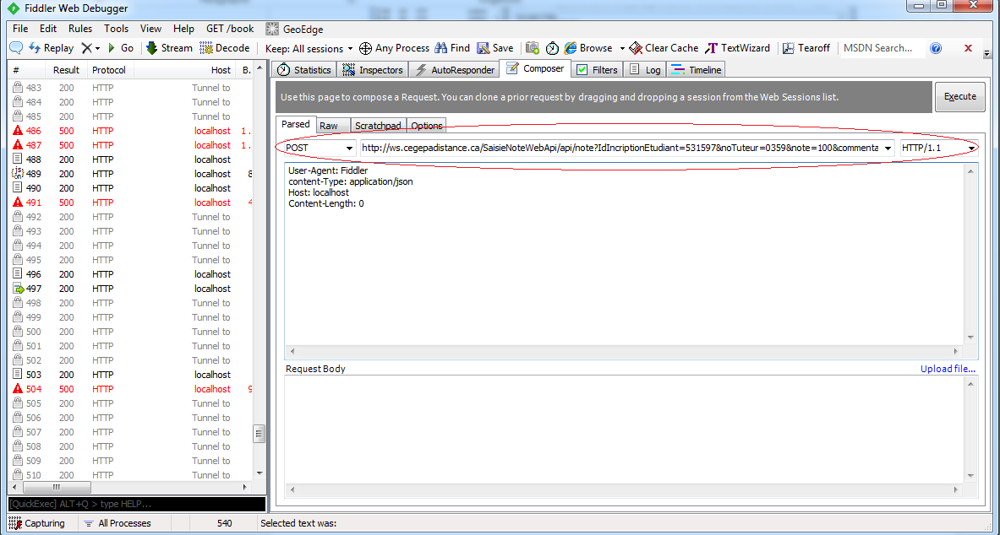 Fiddler Web Debugger
File Edit Rules Tools View Help GET /book GeoEdge
Replay Go Stream Decode Keep: All sessions Any Process Find Save Browse Clear Cache TextWizard Tearoff MSDN Search...
# Result Protocol Host B.
Statistics Inspectors AutoResponder Composer Filters Log Timeline
Use this page to compose a Request. You can clone a prior request by dragging and dropping a session from the Web Sessions list.
Execute
Parsed Raw Scratchpad Options
POST http://ws.cegepadistance.ca/SaisieNoteWebApi/api/note?IdIncriptionEtudiant=531597&noTuteur=0359&note=100&commenta HTTP/1.1
User-Agent: Fiddler
content-Type: application/json
Host: localhost
Content-Length: 0
Request Body Upload file...
483 200 HTTP Tunnel to
484 200 HTTP Tunnel to
485 200 HTTP Tunnel to
486 500 HTTP localhost 1.
487 500 HTTP localhost 1.
488 200 HTTP localhost
489 200 HTTP localhost 8
490 200 HTTP localhost
491 500 HTTP localhost 4
492 200 HTTP Tunnel to
493 200 HTTP Tunnel to
494 200 HTTP Tunnel to
495 200 HTTP Tunnel to
496 200 HTTP localhost
497 200 HTTP localhost
498 200 HTTP Tunnel to
499 200 HTTP Tunnel to
500 200 HTTP Tunnel to
501 200 HTTP Tunnel to
502 200 HTTP Tunnel to
503 200 HTTP localhost
504 500 HTTP localhost 9
505 200 HTTP Tunnel to
506 200 HTTP Tunnel to
507 200 HTTP Tunnel to
508 200 HTTP Tunnel to
509 200 HTTP Tunnel to
510 200 HTTP Tunnel to
[QuickExec] ALT+Q > type HELP...
Capturing All Processes 540 Selected text was: